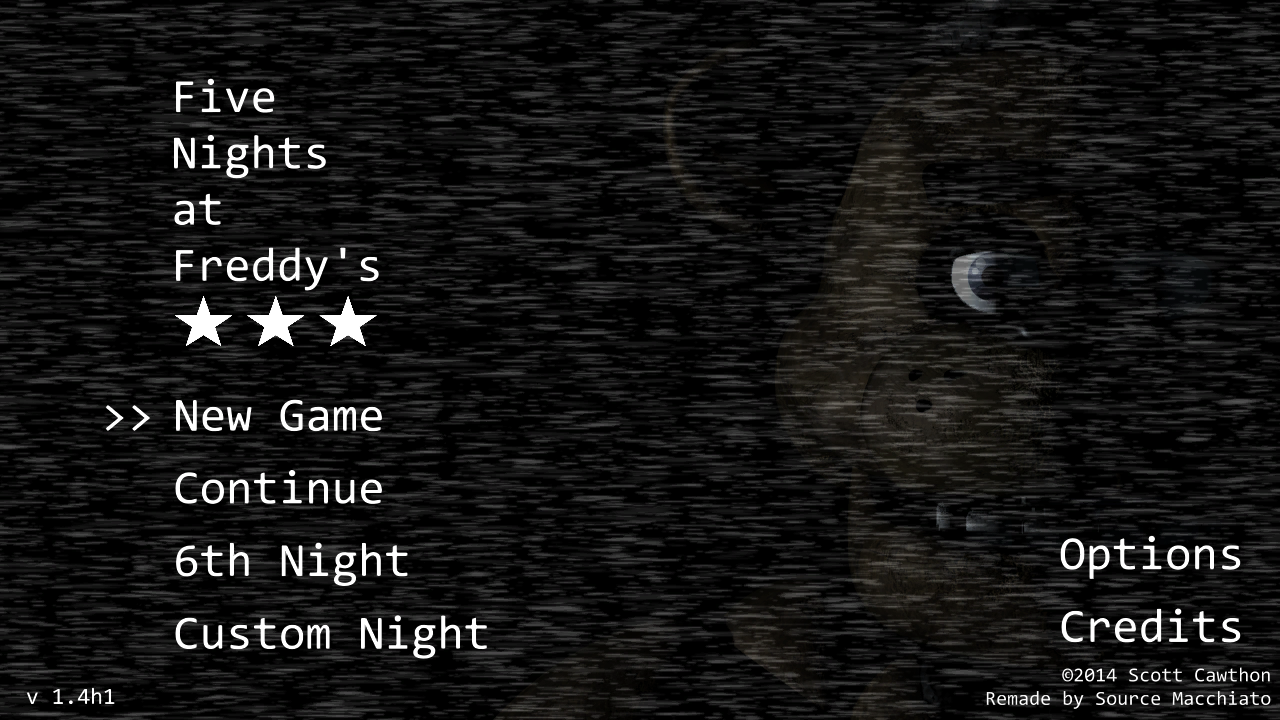 Five
Nights
at
Freddy's
>> New Game
Continue
6th Night
Custom Night
Options
Credits
v 1.4h1
©2014 Scott Cawthon
Remade by Source Macchiato